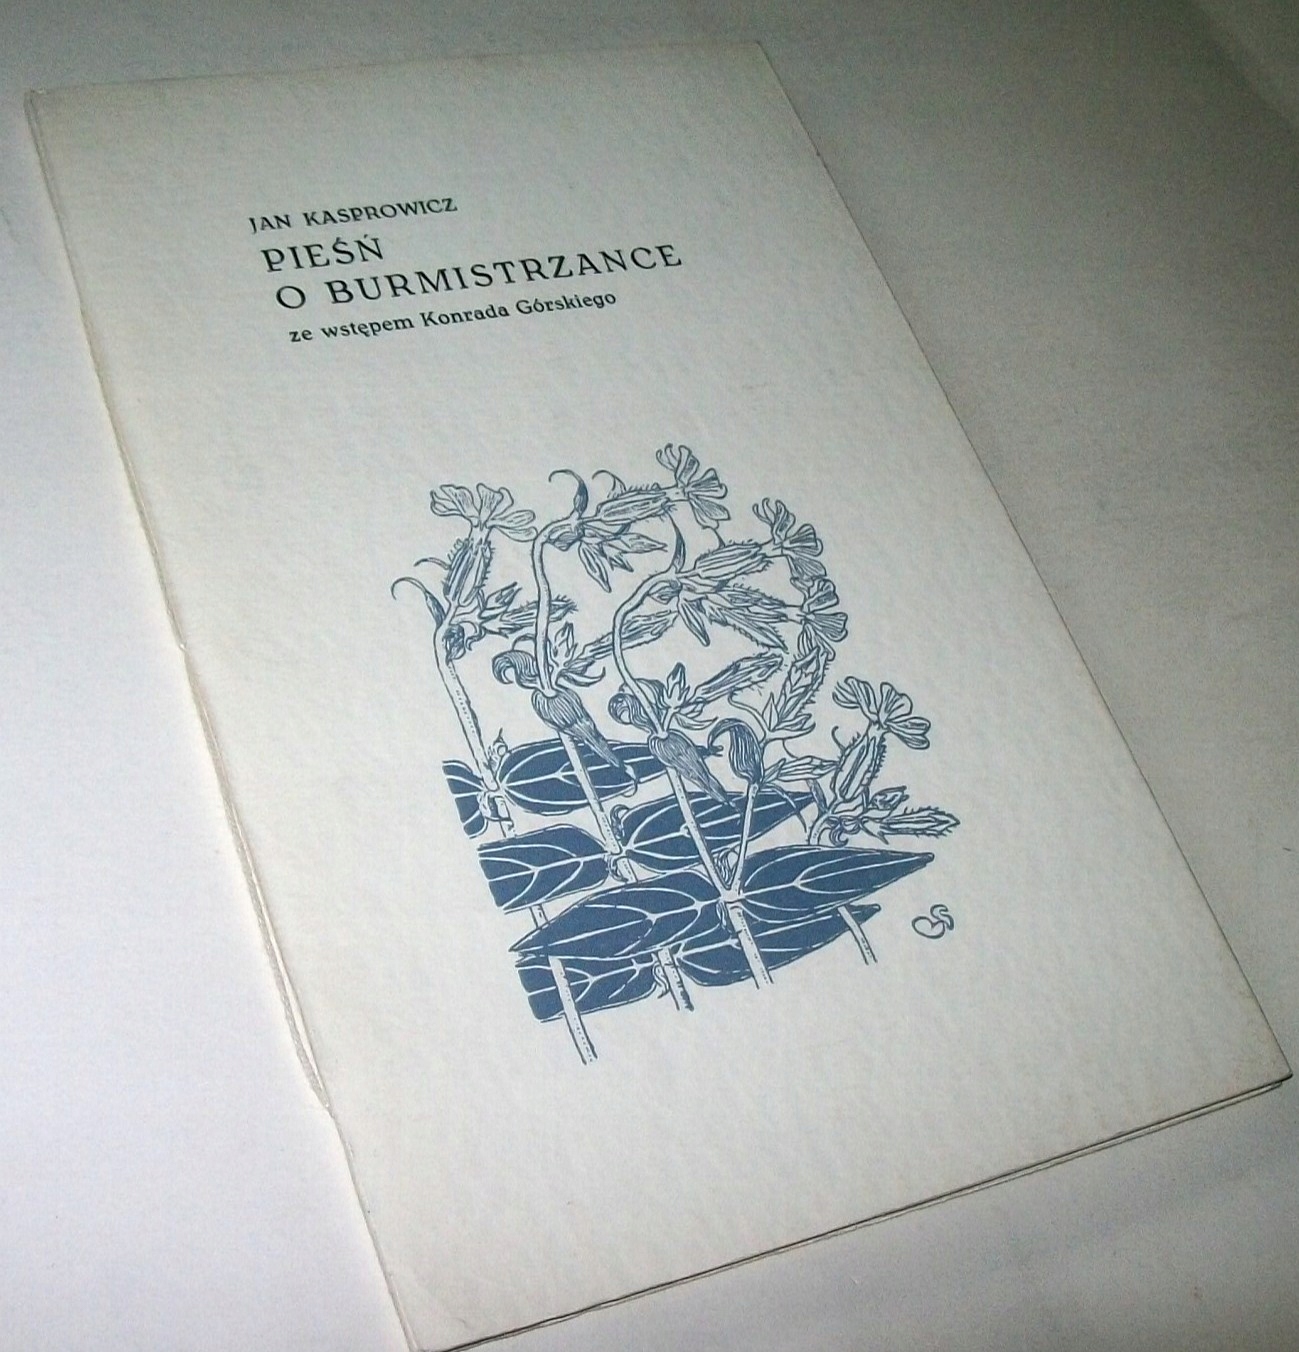 JAN KASPROWICZ
PIEŚŃ
O BURMISTRZANCE
ze wstępem Konrada Górskiego